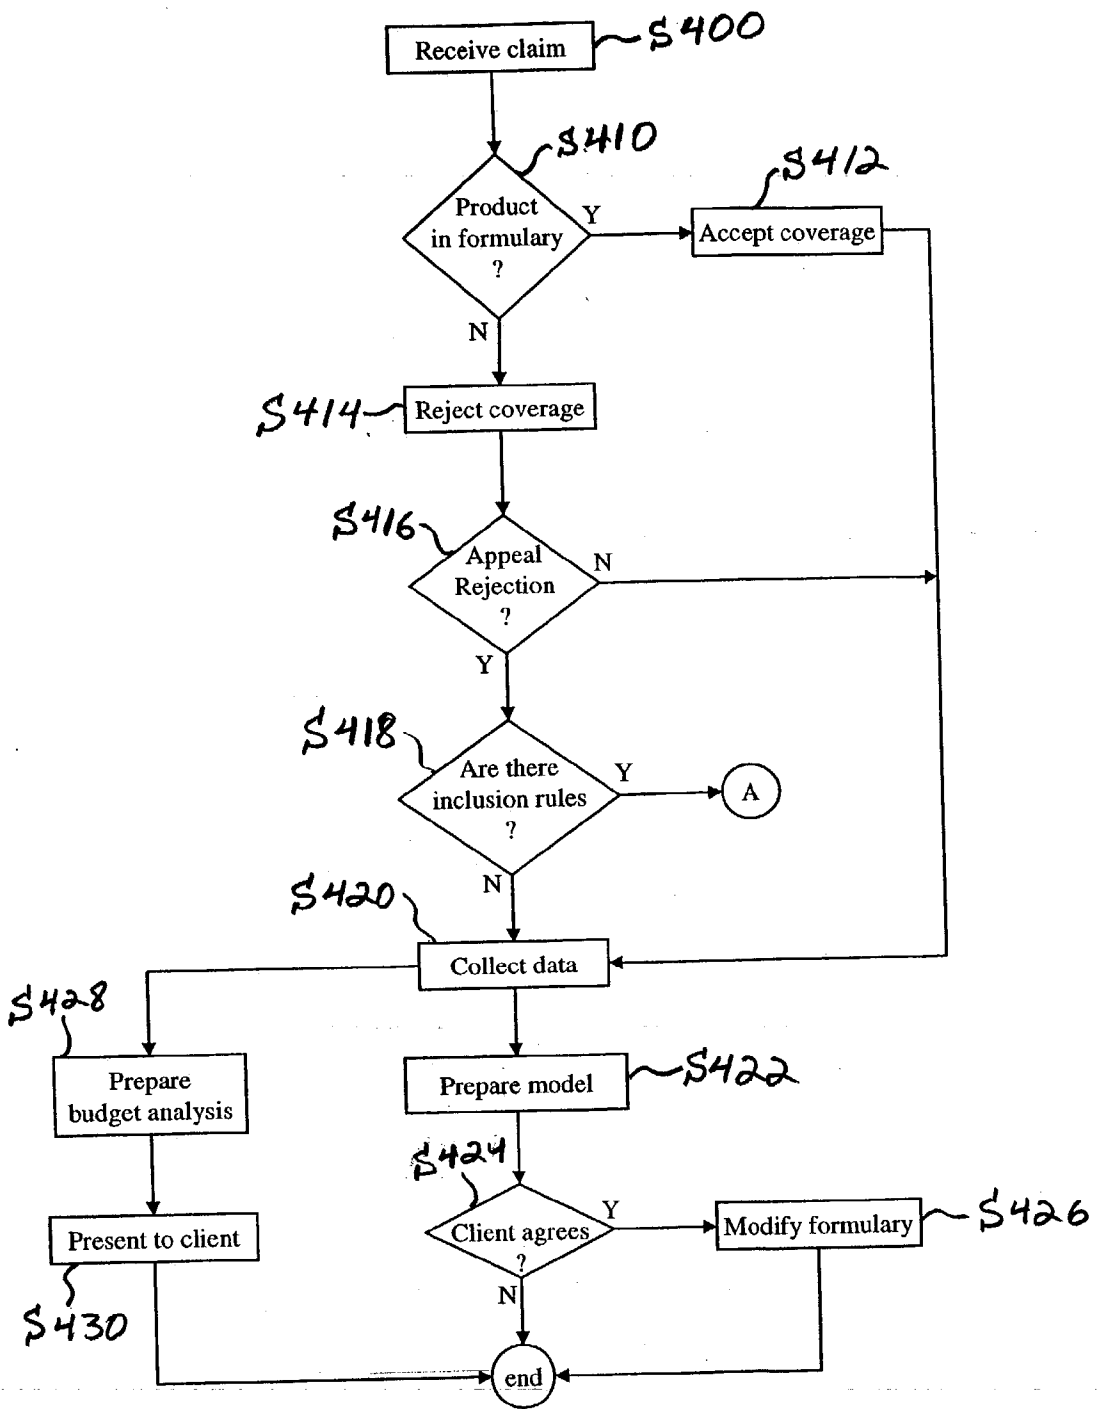 Receive claim
S400
S410
S412
Product
in formulary
?
Y
Accept coverage
N
S414
Reject coverage
S416
Appeal
Rejection
?
N
Y
S418
Are there
inclusion rules
?
Y
A
N
S420
Collect data
S428
Prepare
budget analysis
Prepare model
S422
S424
Client agrees
?
Y
Modify formulary
S426
N
Present to client
S430
end